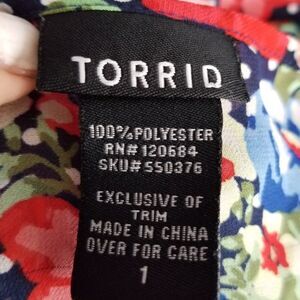 TORRID
100% POLYESTER
RN# 120684
SKU# 550376
EXCLUSIVE OF
TRIM
MADE IN CHINA
OVER FOR CARE
1